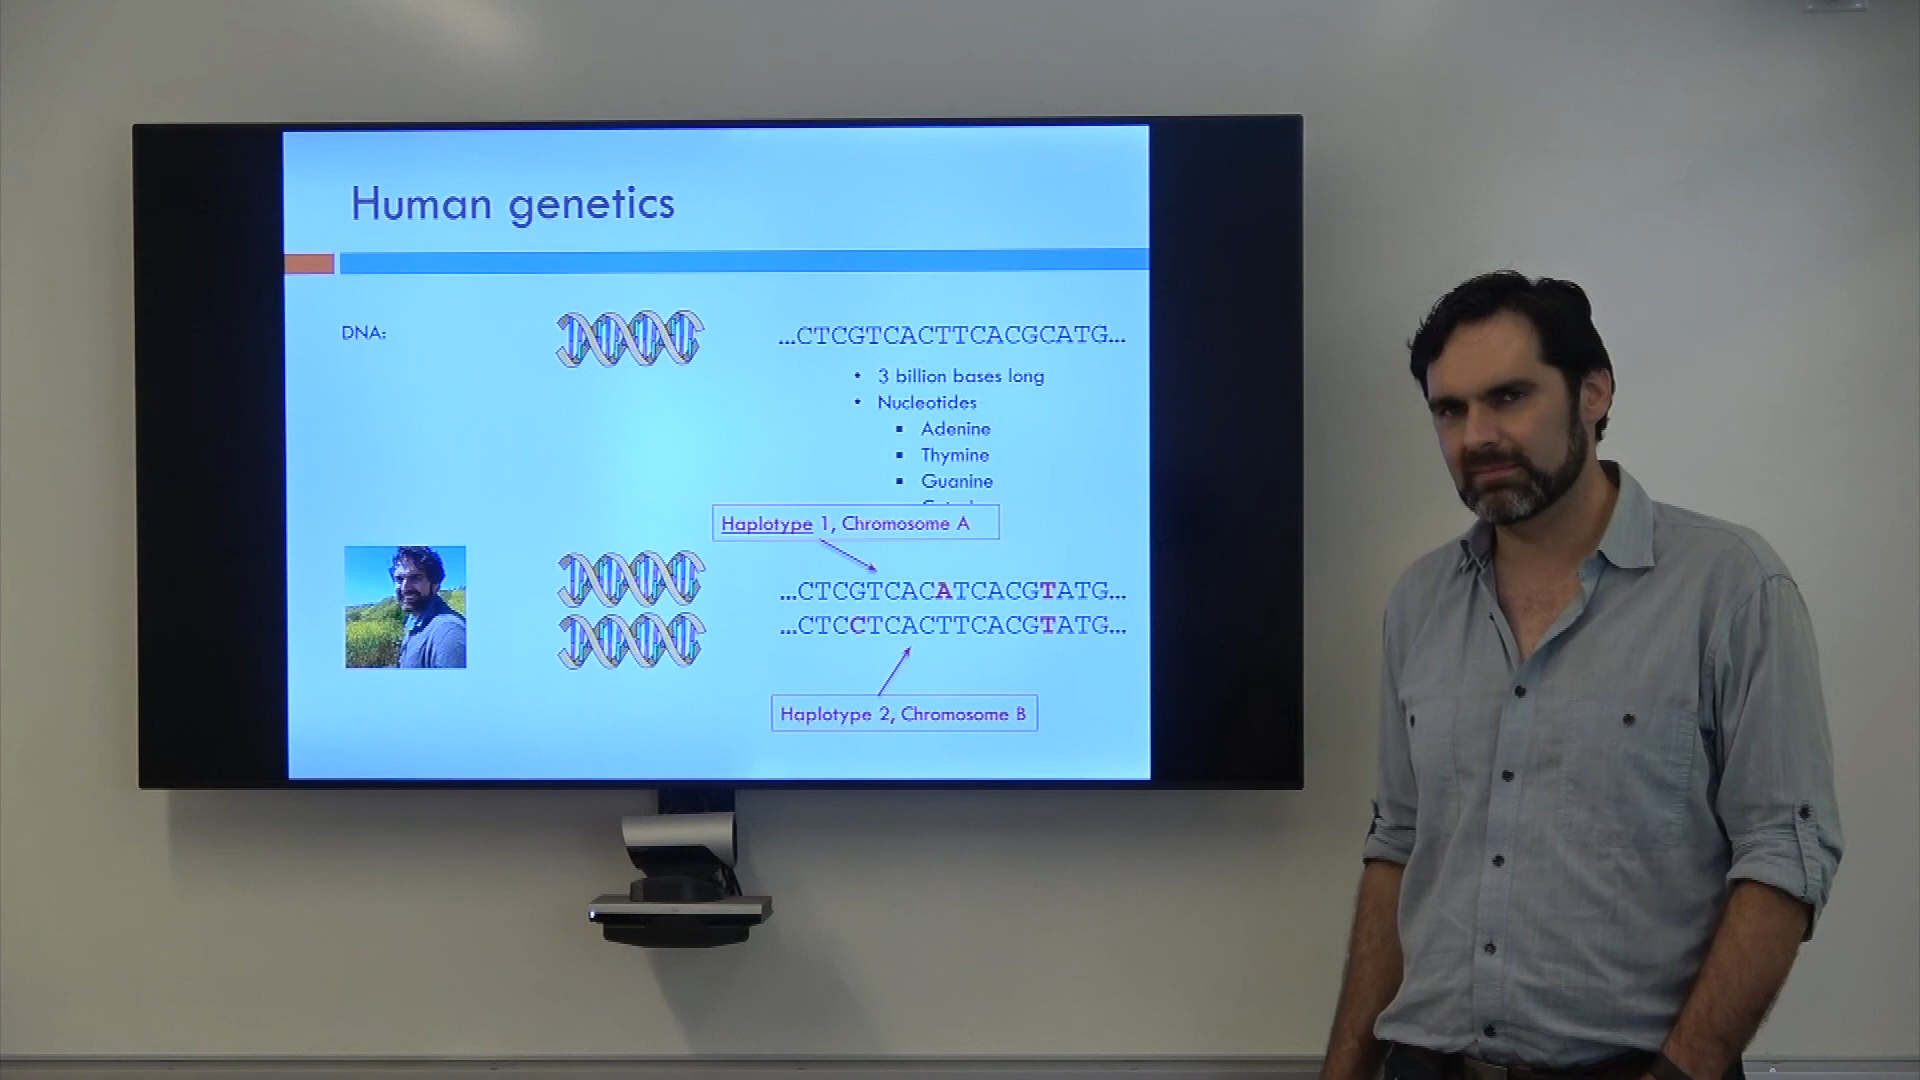 Human genetics
DNA:
...CTCGTCACTTCACGCATG...
• 3 billion bases long
• Nucleotides
▪ Adenine
▪ Thymine
▪ Guanine
Haplotype 1, Chromosome A
...CTCGTCACATCACGTATG...
...CTCCTCACTTCACGTATG...
Haplotype 2, Chromosome B